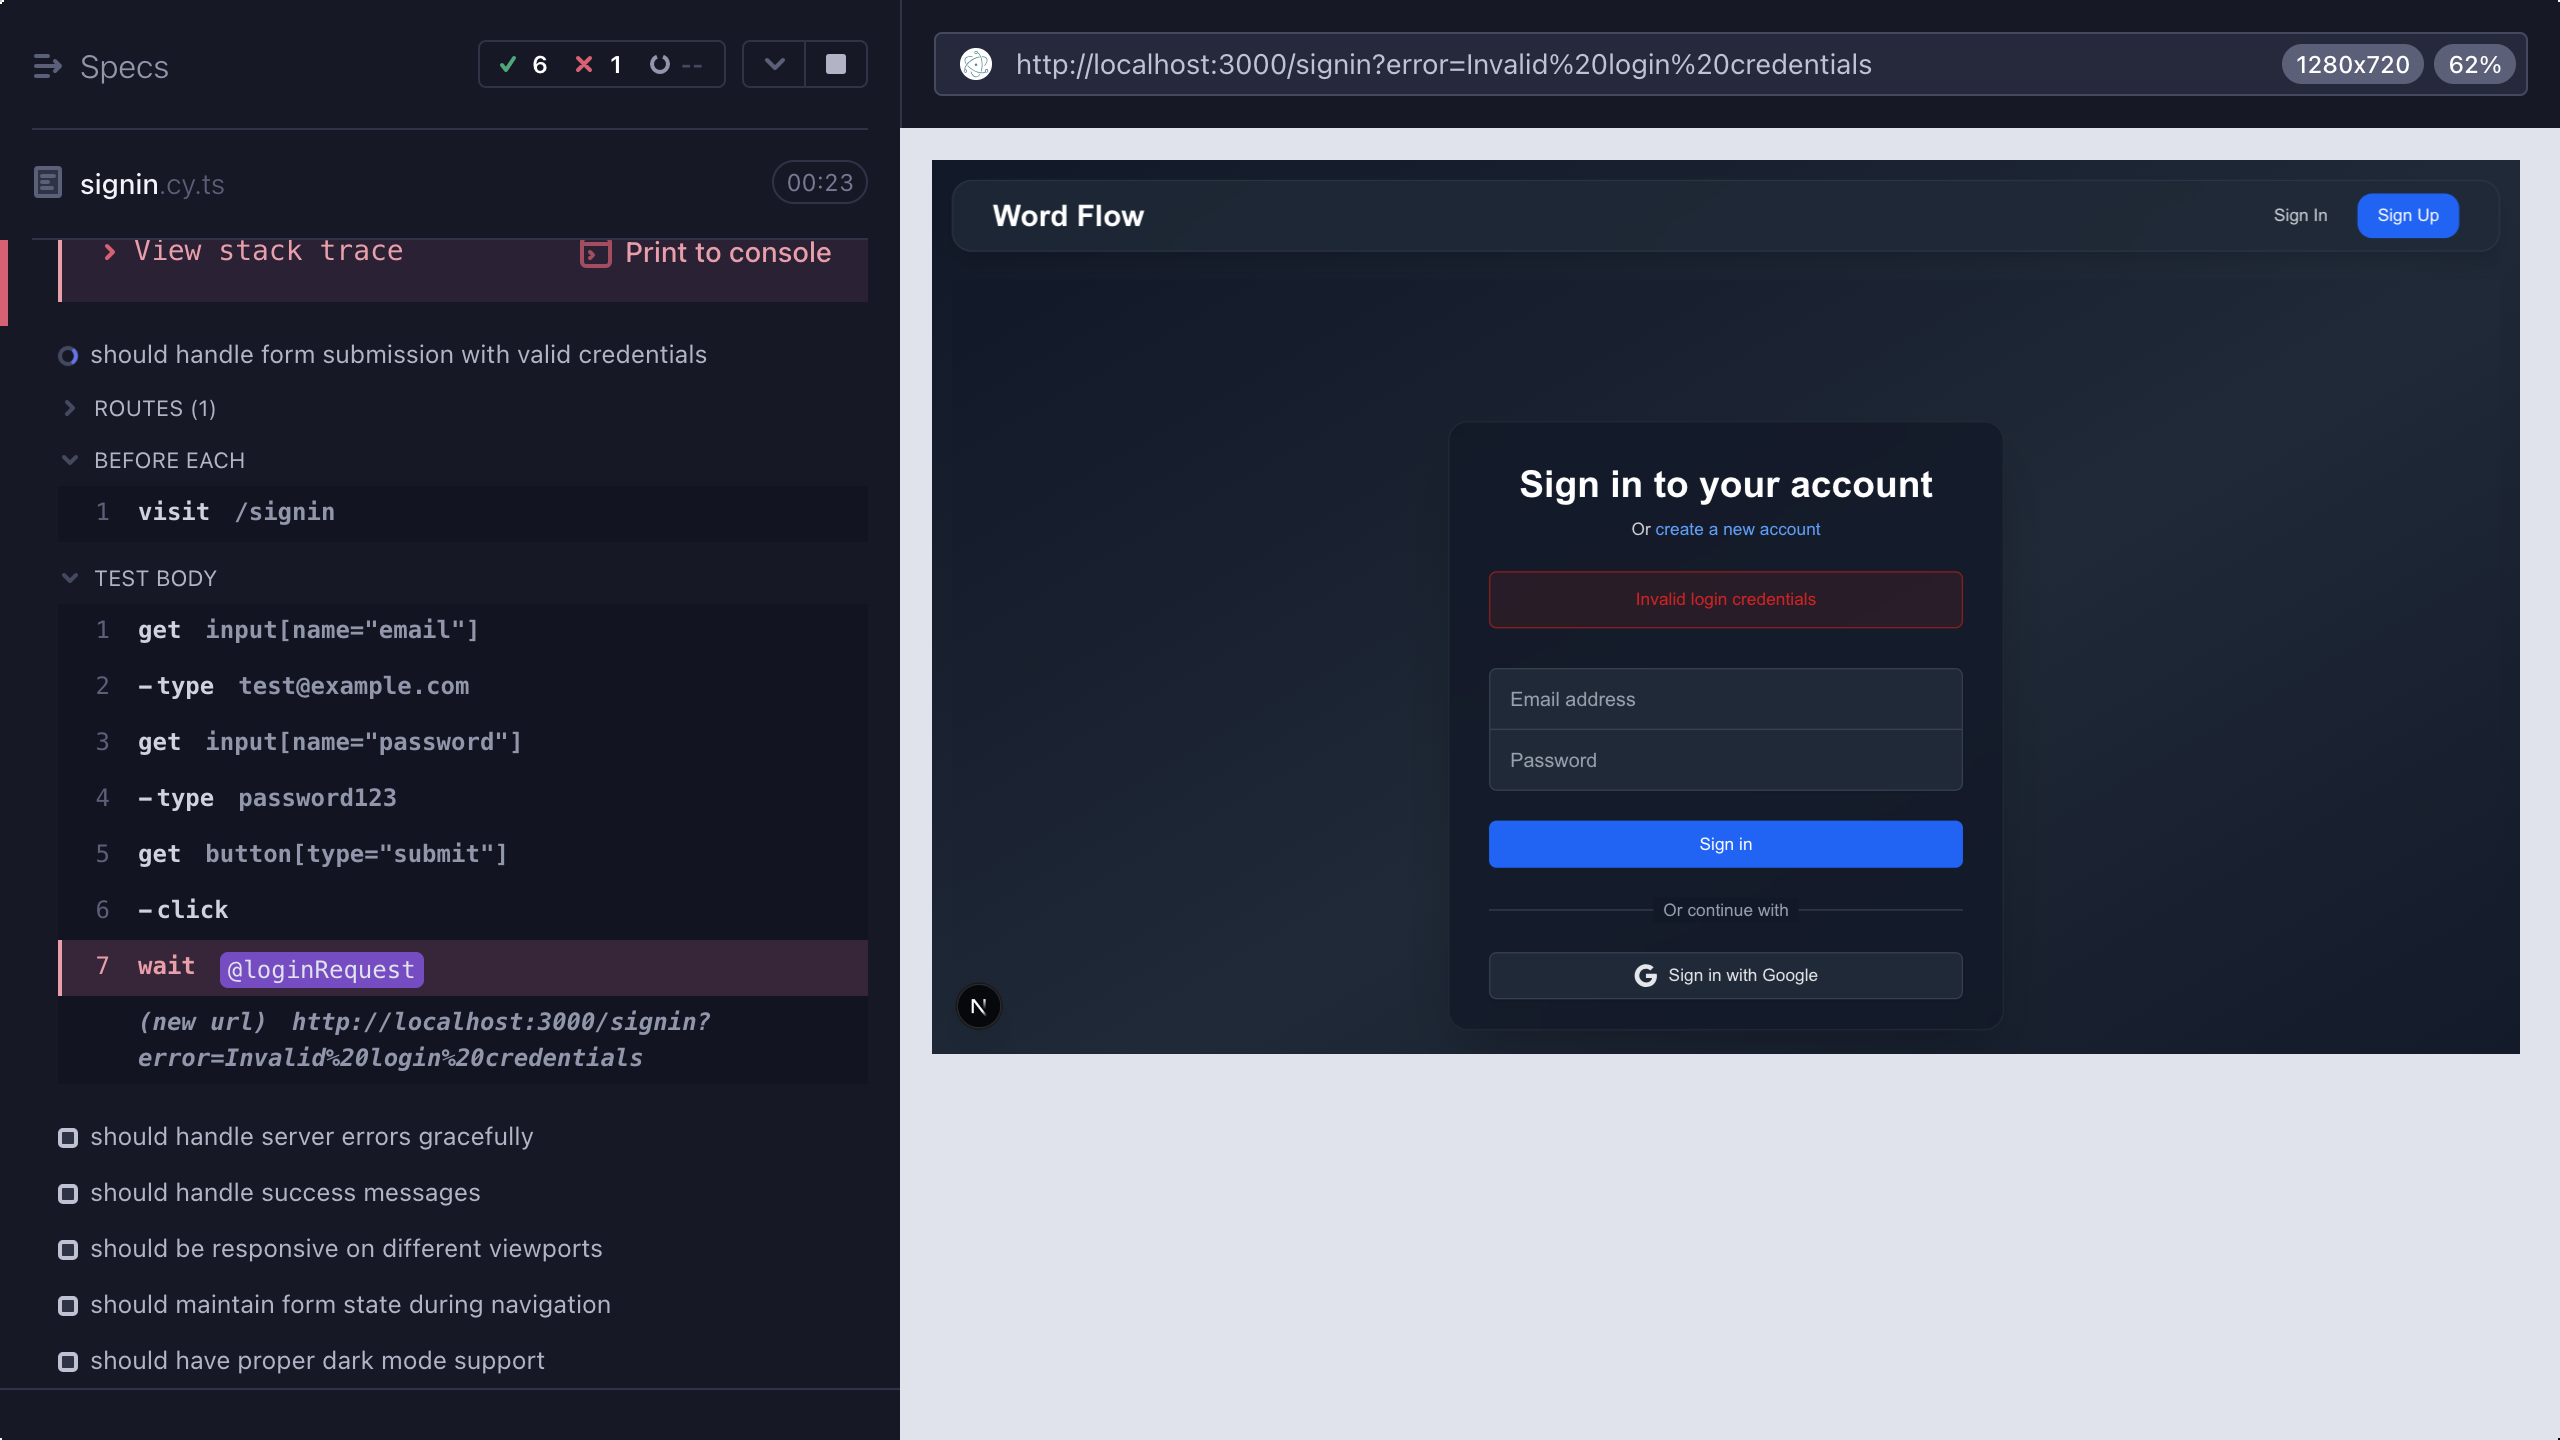 Specs
6 1 --
signin.cy.ts
00:23
View stack trace
Print to console
should handle form submission with valid credentials
ROUTES (1)
BEFORE EACH
1 visit /signin
TEST BODY
1 get input[name="email"]
2 -type test@example.com
3 get input[name="password"]
4 -type password123
5 get button[type="submit"]
6 -click
7 wait @loginRequest
(new url) http://localhost:3000/signin?
error=Invalid%20login%20credentials
should handle server errors gracefully
should handle success messages
should be responsive on different viewports
should maintain form state during navigation
should have proper dark mode support
http://localhost:3000/signin?error=Invalid%20login%20credentials
1280x720 62%
Word Flow
Sign In
Sign Up
Sign in to your account
Or create a new account
Invalid login credentials
Email address
Password
Sign in
Or continue with
G Sign in with Google
N